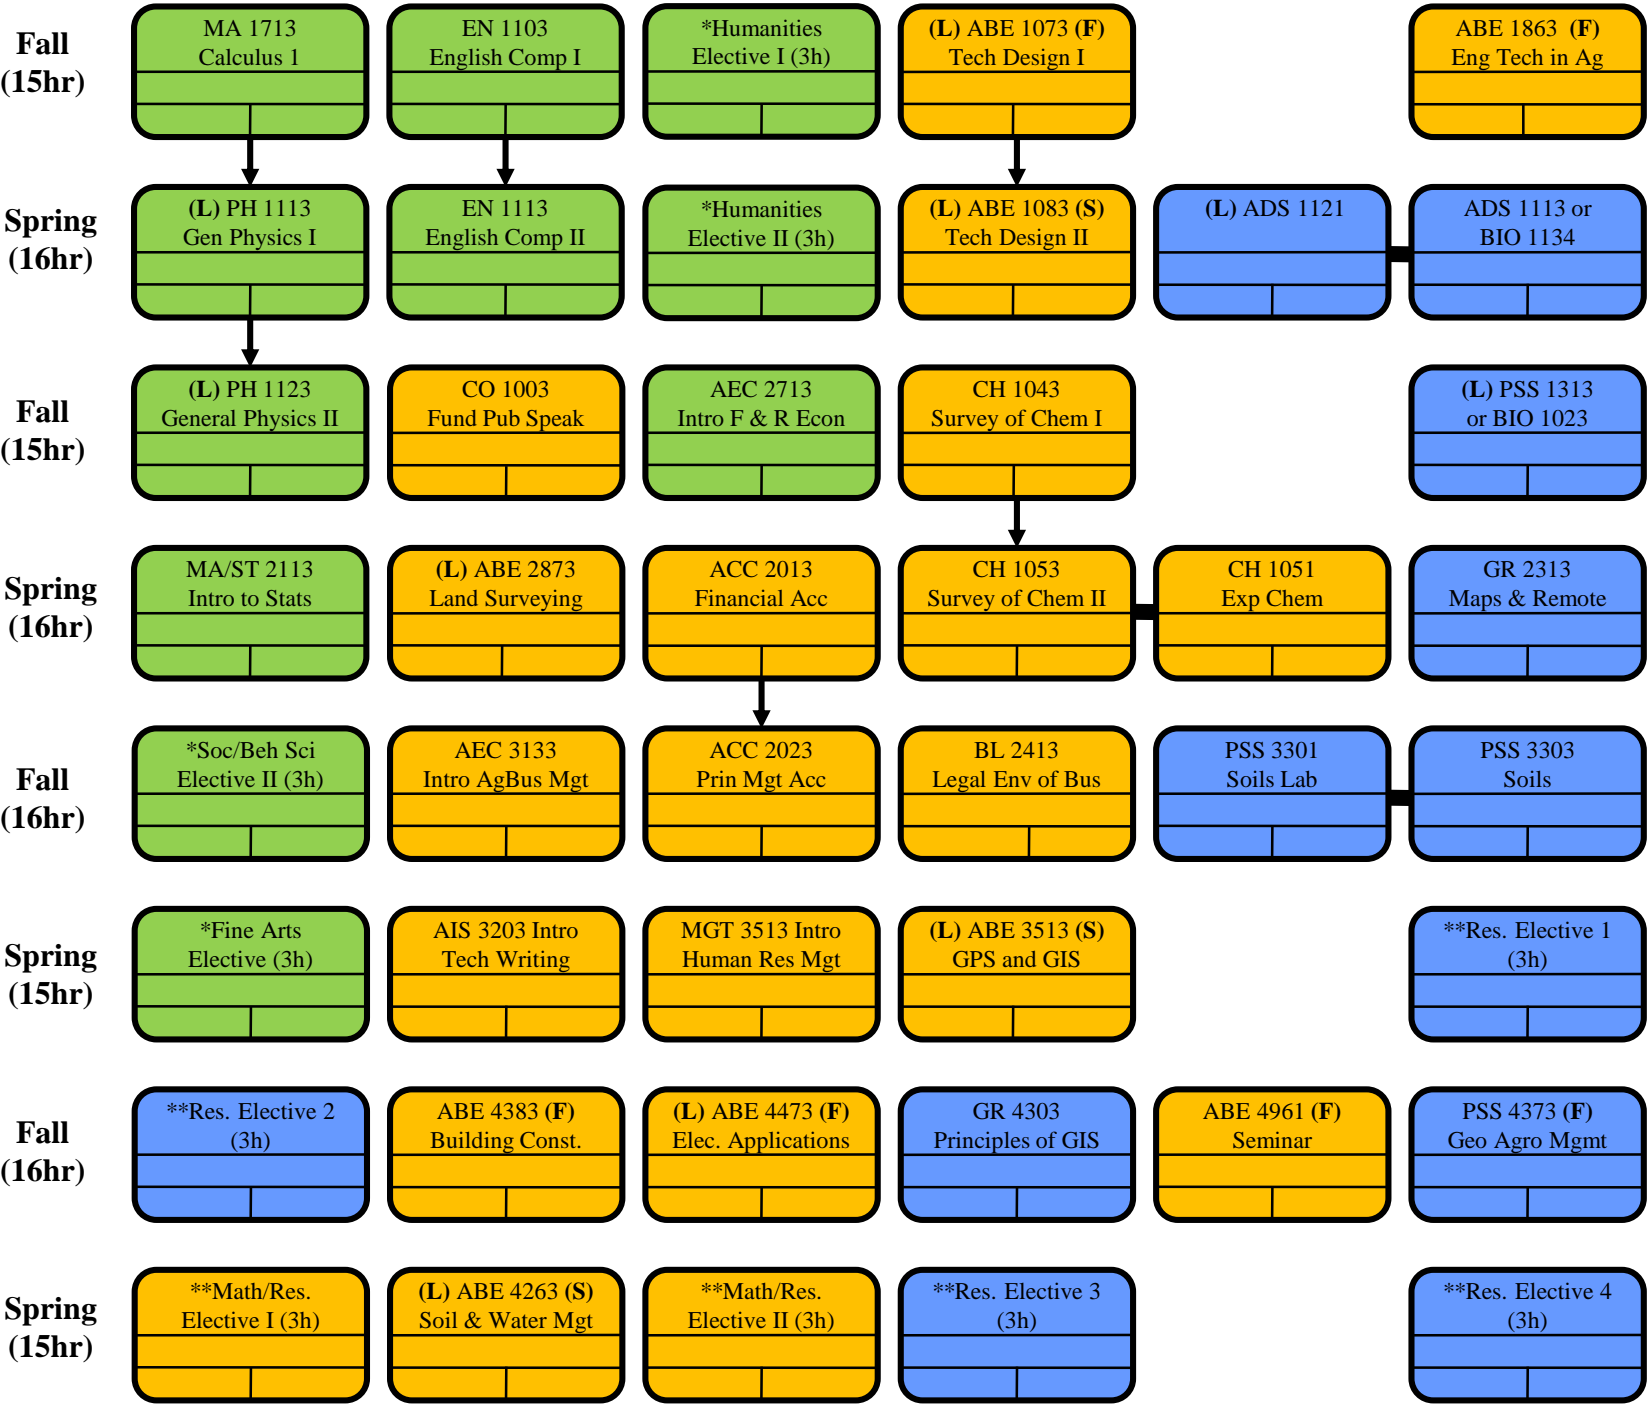 Fall
(15hr)
MA 1713
Calculus 1
EN 1103
English Comp I
*Humanities
Elective I (3h)
(L) ABE 1073 (F)
Tech Design I
ABE 1863 (F)
Eng Tech in Ag
Spring
(16hr)
(L) PH 1113
Gen Physics I
EN 1113
English Comp II
*Humanities
Elective II (3h)
(L) ABE 1083 (S)
Tech Design II
(L) ADS 1121
ADS 1113 or
BIO 1134
Fall
(15hr)
(L) PH 1123
General Physics II
CO 1003
Fund Pub Speak
AEC 2713
Intro F & R Econ
CH 1043
Survey of Chem I
(L) PSS 1313
or BIO 1023
Spring
(16hr)
MA/ST 2113
Intro to Stats
(L) ABE 2873
Land Surveying
ACC 2013
Financial Acc
CH 1053
Survey of Chem II
CH 1051
Exp Chem
GR 2313
Maps & Remote
Fall
(16hr)
*Soc/Beh Sci
Elective II (3h)
AEC 3133
Intro AgBus Mgt
ACC 2023
Prin Mgt Acc
BL 2413
Legal Env of Bus
PSS 3301
Soils Lab
PSS 3303
Soils
Spring
(15hr)
*Fine Arts
Elective (3h)
AIS 3203 Intro
Tech Writing
MGT 3513 Intro
Human Res Mgt
(L) ABE 3513 (S)
GPS and GIS
**Res. Elective 1
(3h)
Fall
(16hr)
**Res. Elective 2
(3h)
ABE 4383 (F)
Building Const.
(L) ABE 4473 (F)
Elec. Applications
GR 4303
Principles of GIS
ABE 4961 (F)
Seminar
PSS 4373 (F)
Geo Agro Mgmt
Spring
(15hr)
**Math/Res.
Elective I (3h)
(L) ABE 4263 (S)
Soil & Water Mgt
**Math/Res.
Elective II (3h)
**Res. Elective 3
(3h)
**Res. Elective 4
(3h)